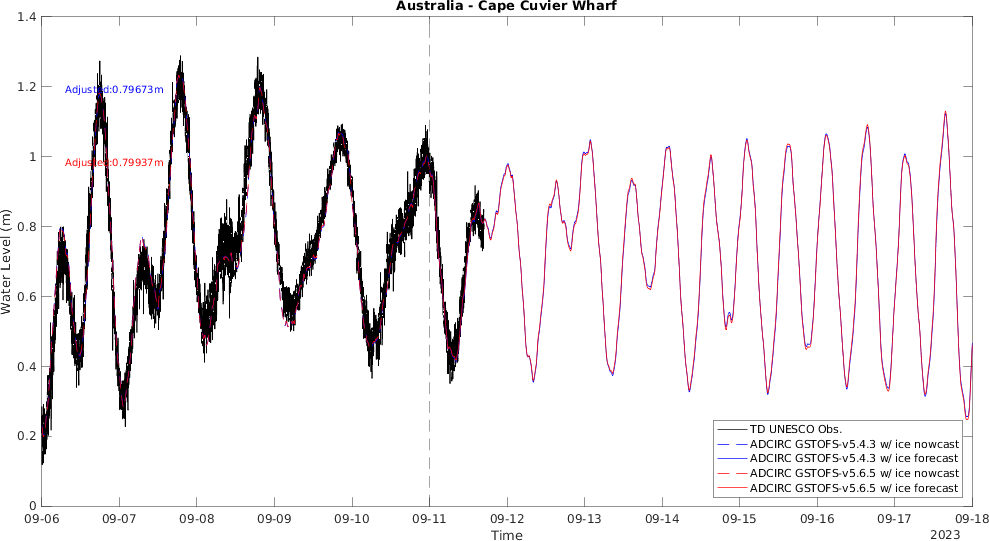 Australia - Cape Cuvier Wharf
1.4
1.2
1
0.8
0.6
0.4
0.2
0
Water Level (m)
Adjusted:0.79673m
Adjusted:0.79937m
TD UNESCO Obs.
ADCIRC GSTOFS-v5.4.3 w/ ice nowcast
ADCIRC GSTOFS-v5.4.3 w/ ice forecast
ADCIRC GSTOFS-v5.6.5 w/ ice nowcast
ADCIRC GSTOFS-v5.6.5 w/ ice forecast
09-06 09-07 09-08 09-09 09-10 09-11 09-12 09-13 09-14 09-15 09-16 09-17 09-18
Time
2023